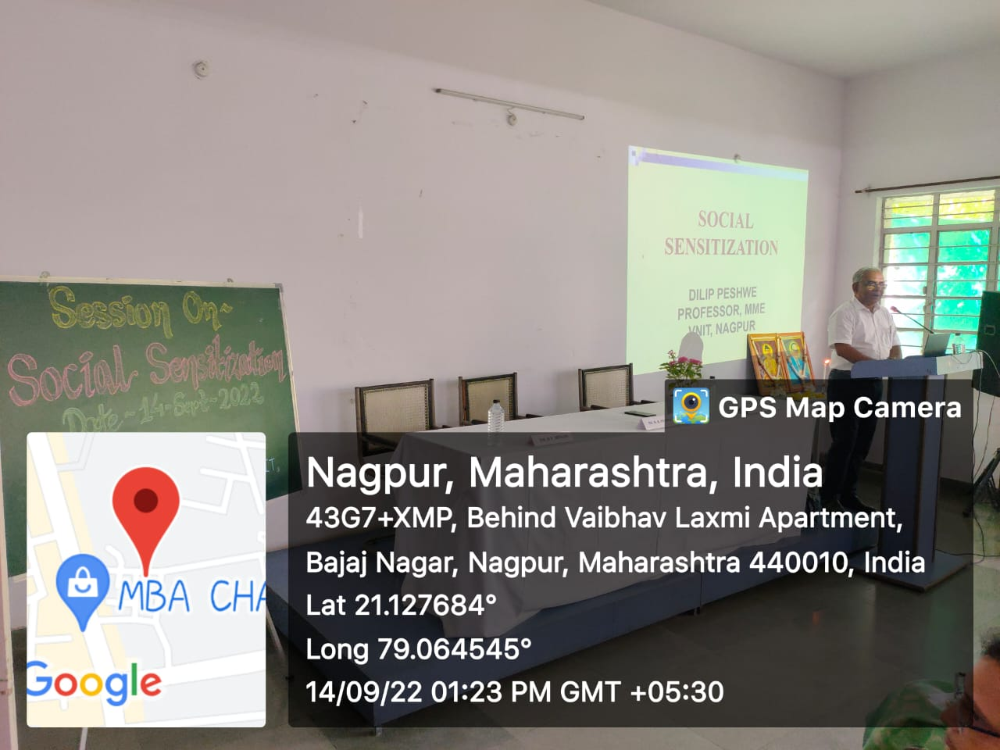 SOCIAL
SENSITIZATION
DILIP PESHWE
PROFESSOR, MME
VNIT, NAGPUR
Session On~
Social Sensitization
Date - 14-Sept-2022
GPS Map Camera
Nagpur, Maharashtra, India
43G7+XMP, Behind Vaibhav Laxmi Apartment,
Bajaj Nagar, Nagpur, Maharashtra 440010, India
Lat 21.127684°
Long 79.064545°
14/09/22 01:23 PM GMT +05:30
MBA CHA
Google